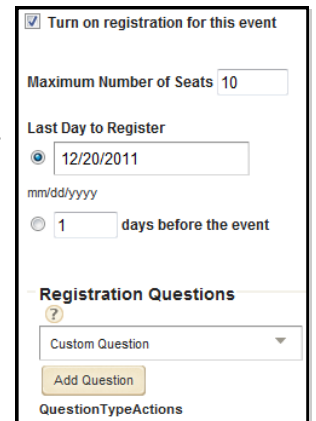 Turn on registration for this event
Maximum Number of Seats 10
Last Day to Register
12/20/2011
mm/dd/yyyy
1 days before the event
Registration Questions
?
Custom Question
Add Question
QuestionTypeActions